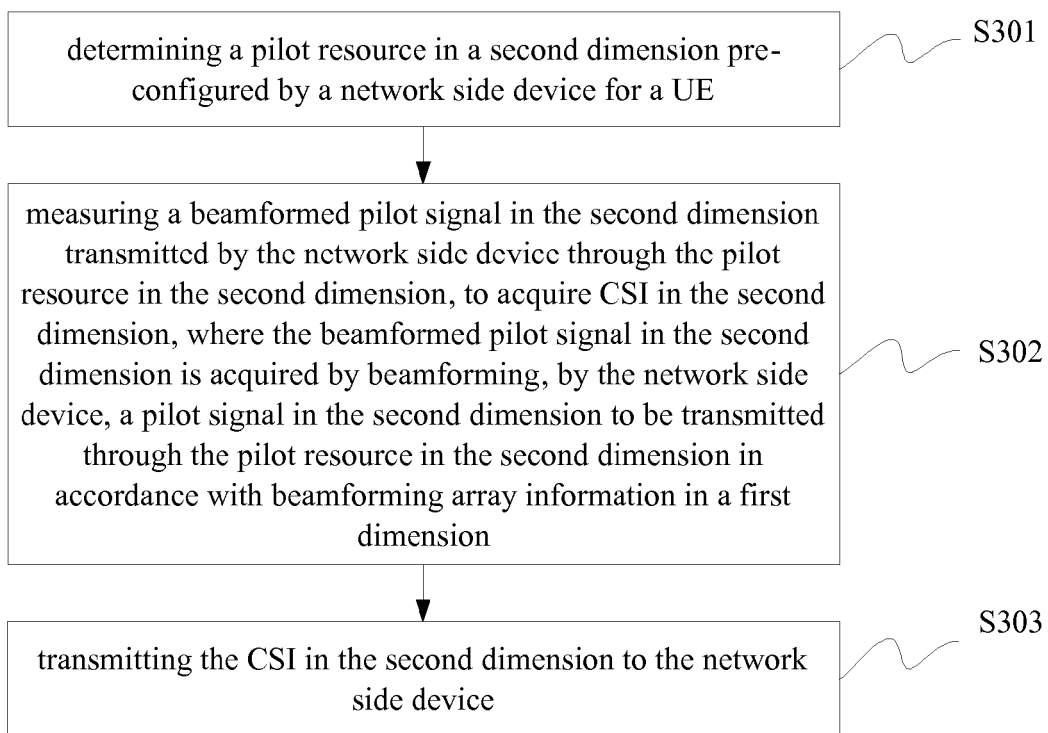 determining a pilot resource in a second dimension pre-
configured by a network side device for a UE
S301
measuring a beamformed pilot signal in the second dimension
transmitted by the network side device through the pilot
resource in the second dimension, to acquire CSI in the second
dimension, where the beamformed pilot signal in the second
dimension is acquired by beamforming, by the network side
device, a pilot signal in the second dimension to be transmitted
through the pilot resource in the second dimension in
accordance with beamforming array information in a first
dimension
S302
transmitting the CSI in the second dimension to the network
side device
S303